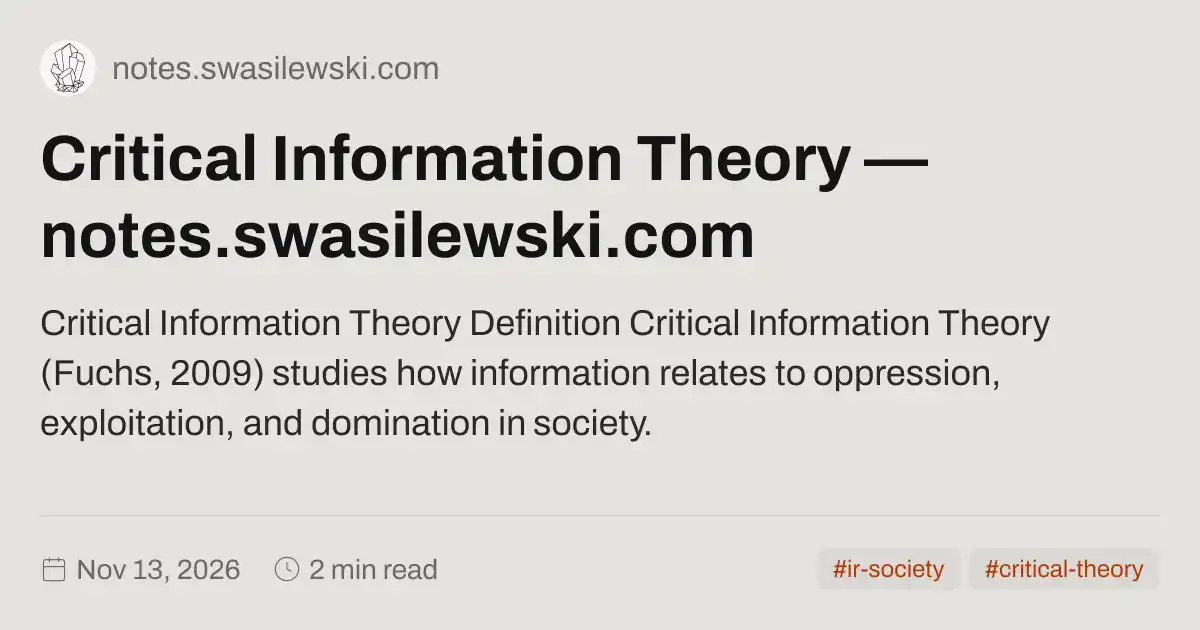 notes.swasilewski.com
Critical Information Theory —
notes.swasilewski.com
Critical Information Theory Definition Critical Information Theory
(Fuchs, 2009) studies how information relates to oppression,
exploitation, and domination in society.
Nov 13, 2026 2 min read #ir-society #critical-theory